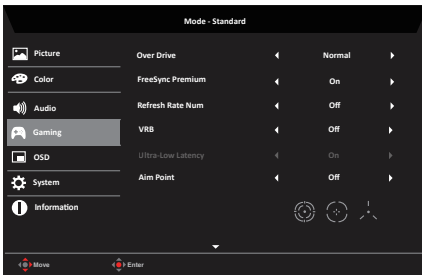 Mode - Standard
Picture
Over Drive Normal
Color
FreeSync Premium On
Audio
Refresh Rate Num Off
Gaming
VRB Off
OSD
Ultra-Low Latency On
System
Aim Point Off
Information
Move Enter